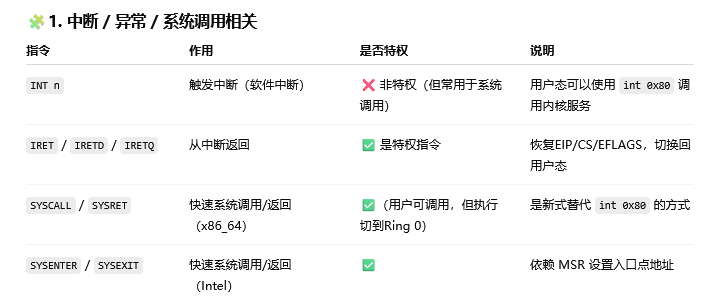 🧩 1. 中断 / 异常 / 系统调用相关
指令 作用 是否特权 说明
INT n 触发中断（软件中断） ❌ 非特权（但常用于系统 用户态可以使用 int 0x80 调
调用） 用内核服务
IRET / IRETD / IRETQ 从中断返回 ✅ 是特权指令 恢复EIP/CS/EFLAGS，切换回
用户态
SYSCALL / SYSRET 快速系统调用/返回 ✅（用户可调用，但执行 是新式替代 int 0x80 的方式
（x86_64） 切到Ring 0）
SYSENTER / SYSEXIT 快速系统调用/返回 ✅ 依赖 MSR 设置入口点地址
（Intel）